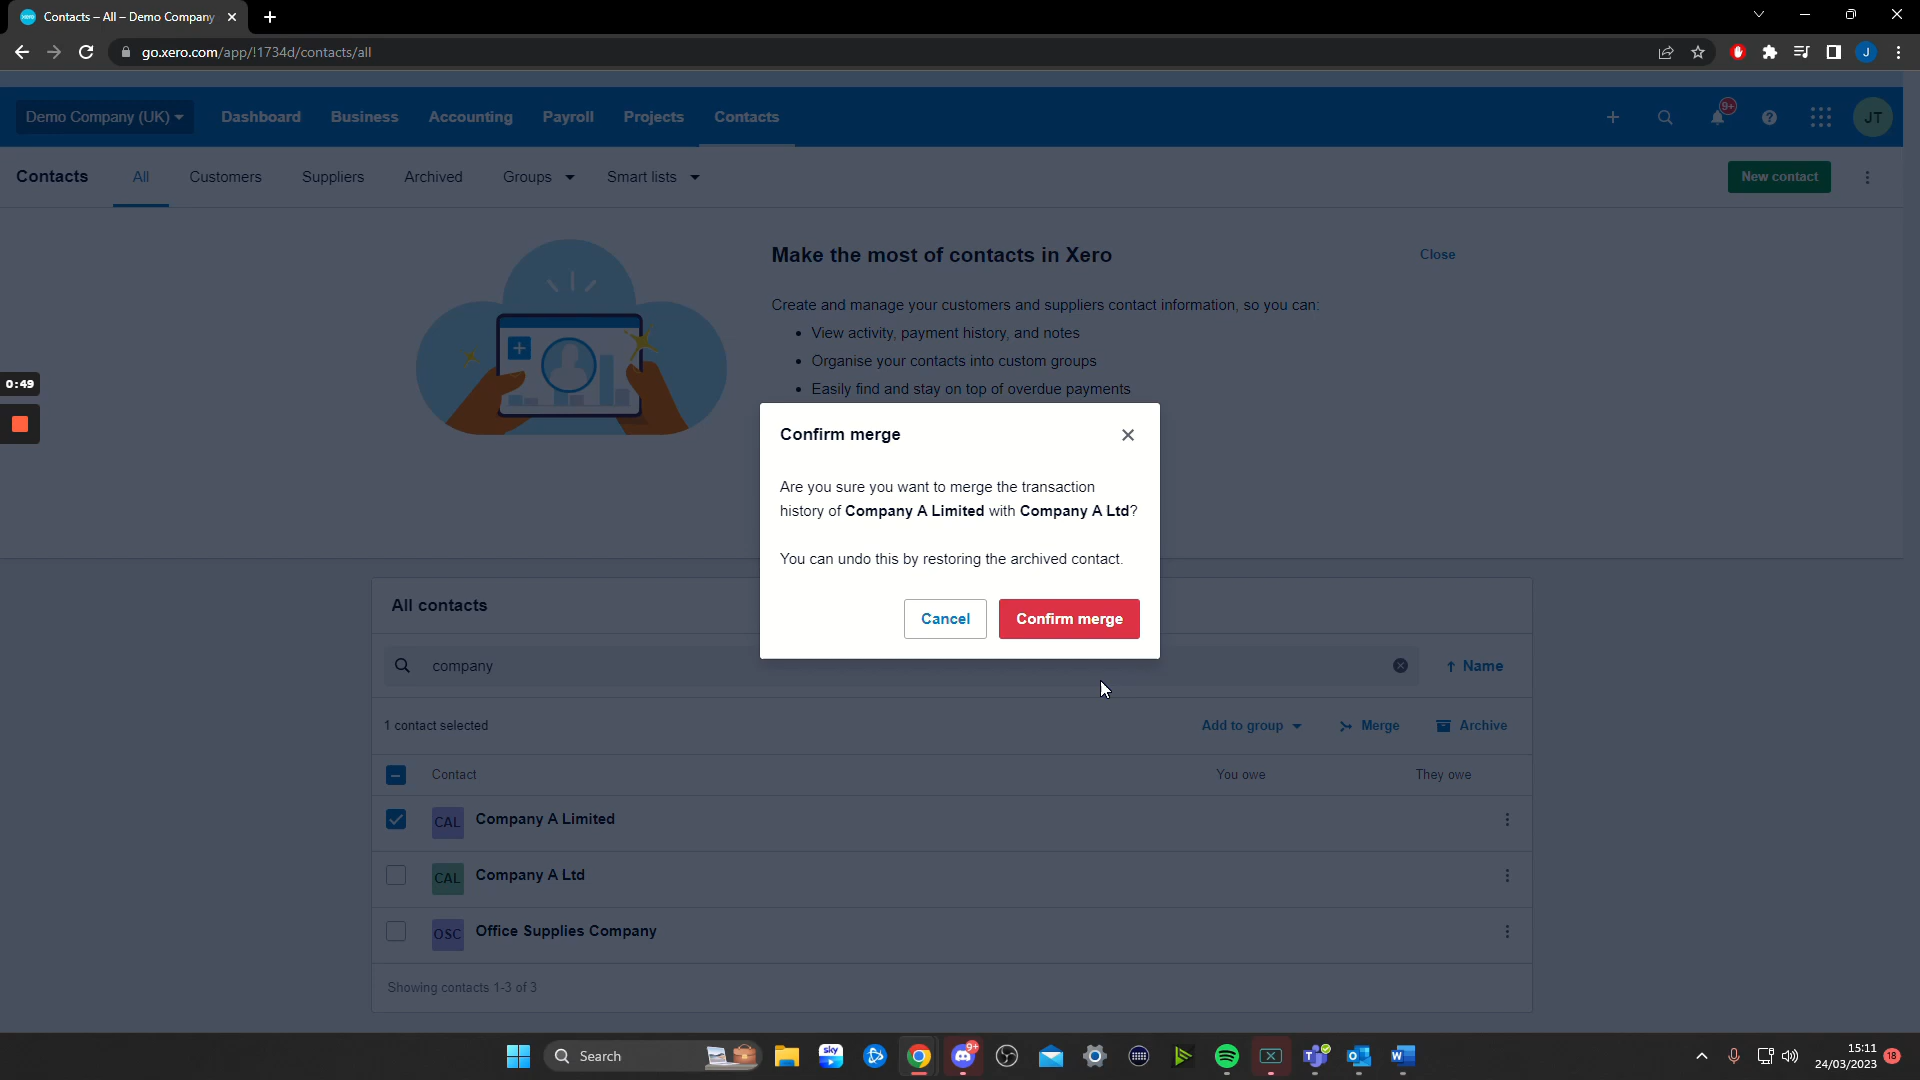 Contacts – All – Demo Company
go.xero.com/app/!1734d/contacts/all
J
Demo Company (UK)
Dashboard
Business
Accounting
Payroll
Projects
Contacts
9+
JT
Contacts
All
Customers
Suppliers
Archived
Groups
Smart lists
New contact
Make the most of contacts in Xero
Close
Create and manage your customers and suppliers contact information, so you can:
• View activity, payment history, and notes
• Organise your contacts into custom groups
• Easily find and stay on top of overdue payments
0:49
Confirm merge
Are you sure you want to merge the transaction
history of Company A Limited with Company A Ltd?
You can undo this by restoring the archived contact.
Cancel
Confirm merge
All contacts
company
Name
1 contact selected
Add to group
Merge
Archive
Contact
You owe
They owe
CAL
Company A Limited
CAL
Company A Ltd
OSC
Office Supplies Company
Showing contacts 1-3 of 3
Search
sky
9+
15:11
24/03/2023
18